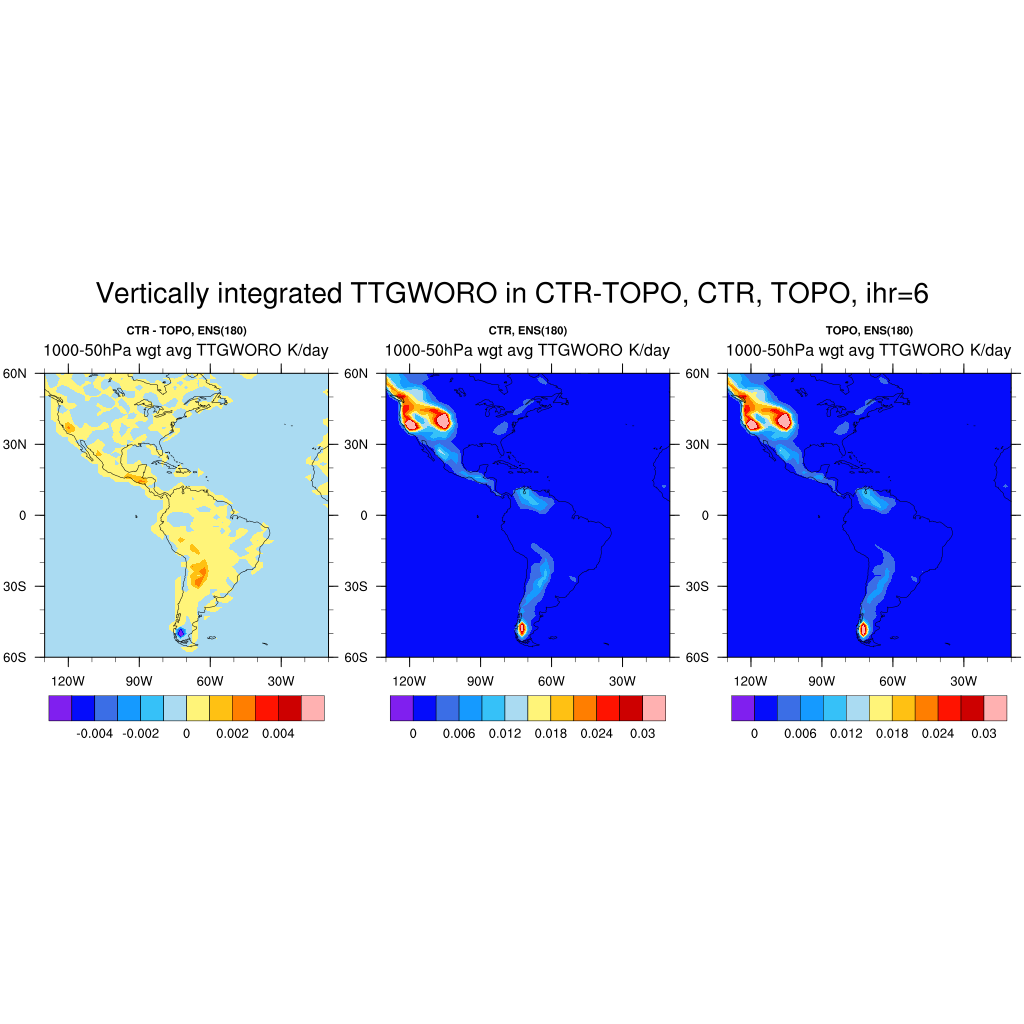 Vertically integrated TTGWORO in CTR-TOPO, CTR, TOPO, ihr=6
CTR - TOPO, ENS(180)
1000-50hPa wgt avg TTGWORO K/day
60N
30N
0
30S
60S
120W 90W 60W 30W
-0.004 -0.002 0 0.002 0.004
CTR, ENS(180)
1000-50hPa wgt avg TTGWORO K/day
60N
30N
0
30S
60S
120W 90W 60W 30W
0 0.006 0.012 0.018 0.024 0.03
TOPO, ENS(180)
1000-50hPa wgt avg TTGWORO K/day
60N
30N
0
30S
60S
120W 90W 60W 30W
0 0.006 0.012 0.018 0.024 0.03